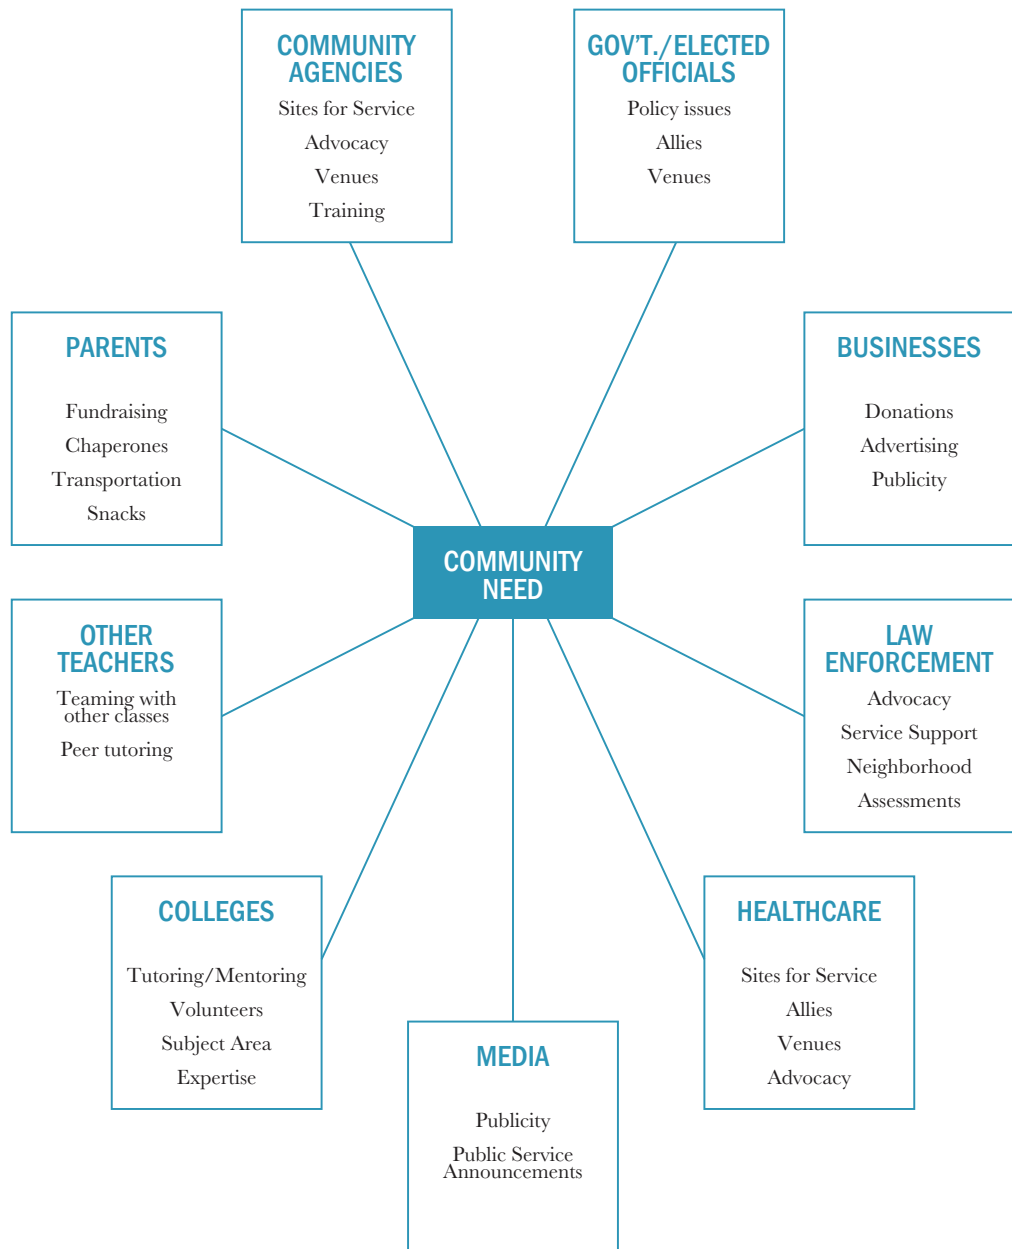 COMMUNITY
AGENCIES
Sites for Service
Advocacy
Venues
Training
GOV'T./ELECTED
OFFICIALS
Policy issues
Allies
Venues
PARENTS
Fundraising
Chaperones
Transportation
Snacks
BUSINESSES
Donations
Advertising
Publicity
COMMUNITY
NEED
OTHER
TEACHERS
Teaming with
other classes
Peer tutoring
LAW
ENFORCEMENT
Advocacy
Service Support
Neighborhood
Assessments
COLLEGES
Tutoring/Mentoring
Volunteers
Subject Area
Expertise
HEALTHCARE
Sites for Service
Allies
Venues
Advocacy
MEDIA
Publicity
Public Service
Announcements